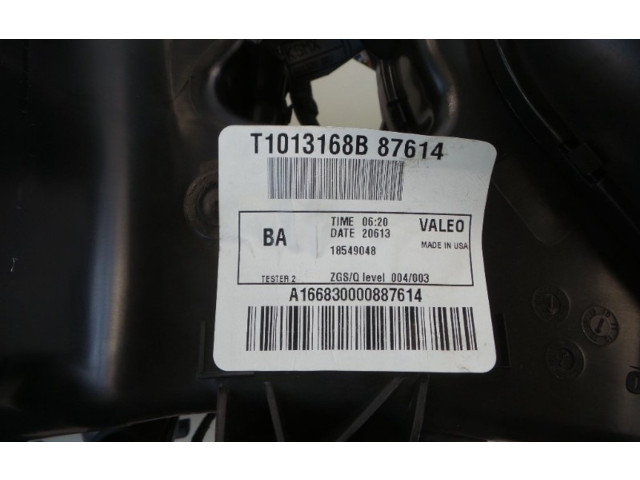 T1013168B 87614
BA
TIME 06:20
DATE 20613
18549048
VALEO
MADE IN USA
TESTER 2
ZGS/Q level 004/003
A166830000887614